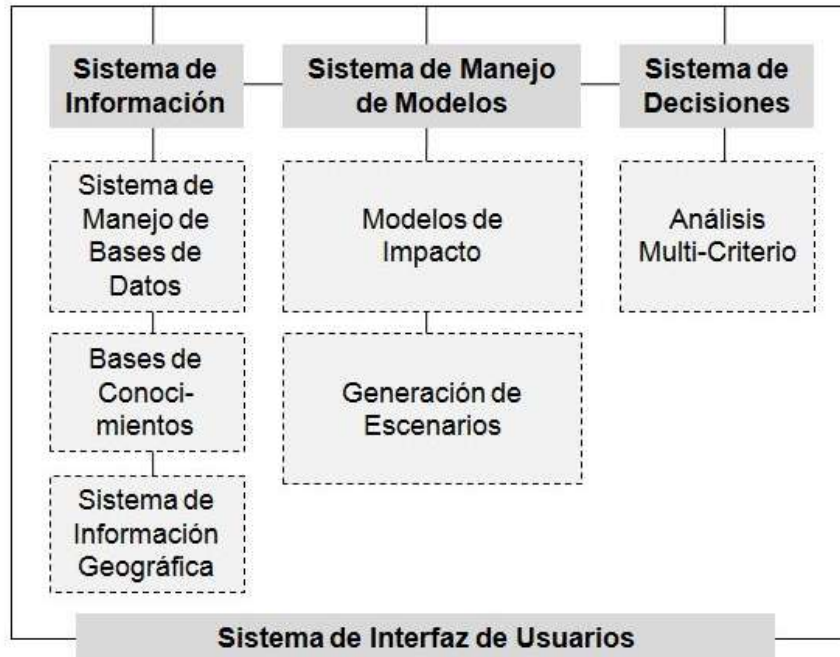 Sistema de
Información
Sistema de Manejo
de Modelos
Sistema de
Decisiones
Sistema de
Manejo de
Bases de
Datos
Modelos de
Impacto
Análisis
Multi-Criterio
Bases de
Conoci-
mientos
Generación de
Escenarios
Sistema de
Información
Geográfica
Sistema de Interfaz de Usuarios